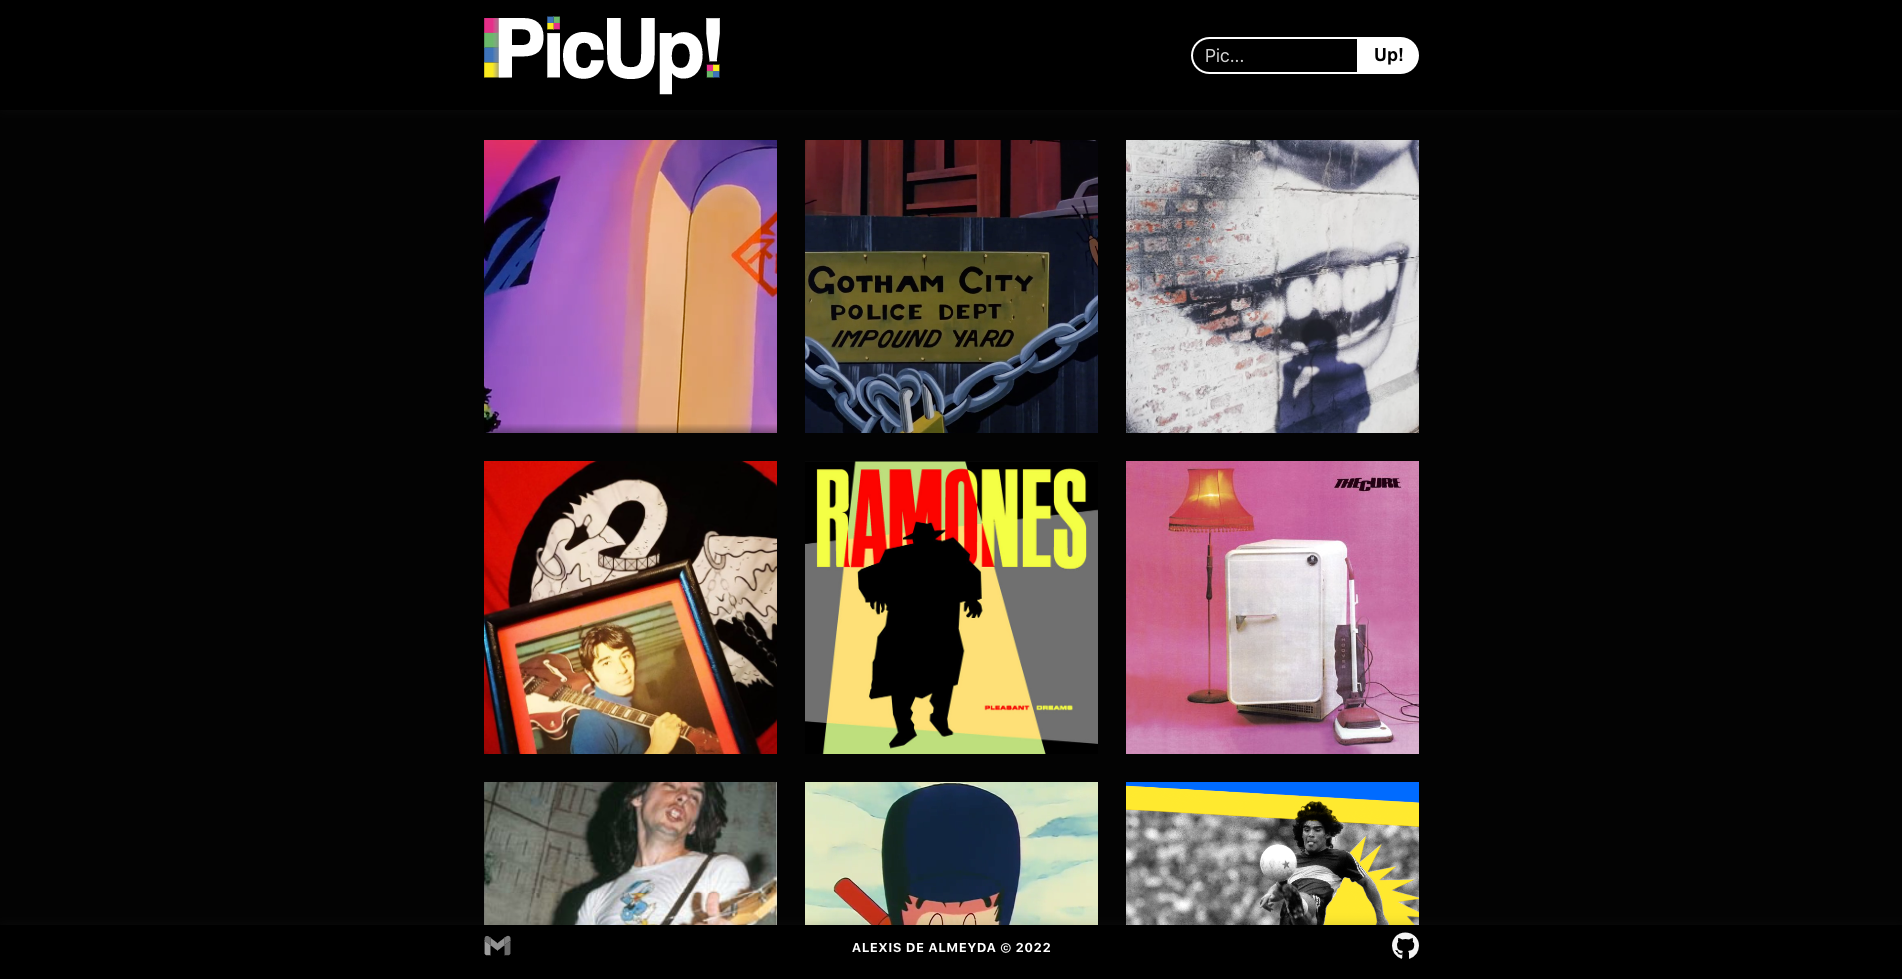 PicUp!
Pic...
Up!
GOTHAM CITY
POLICE DEPT.
IMPOUND YARD
RAMONES
PLEASANT DREAMS
THE CURE
ALEXIS DE ALMEYDA © 2022